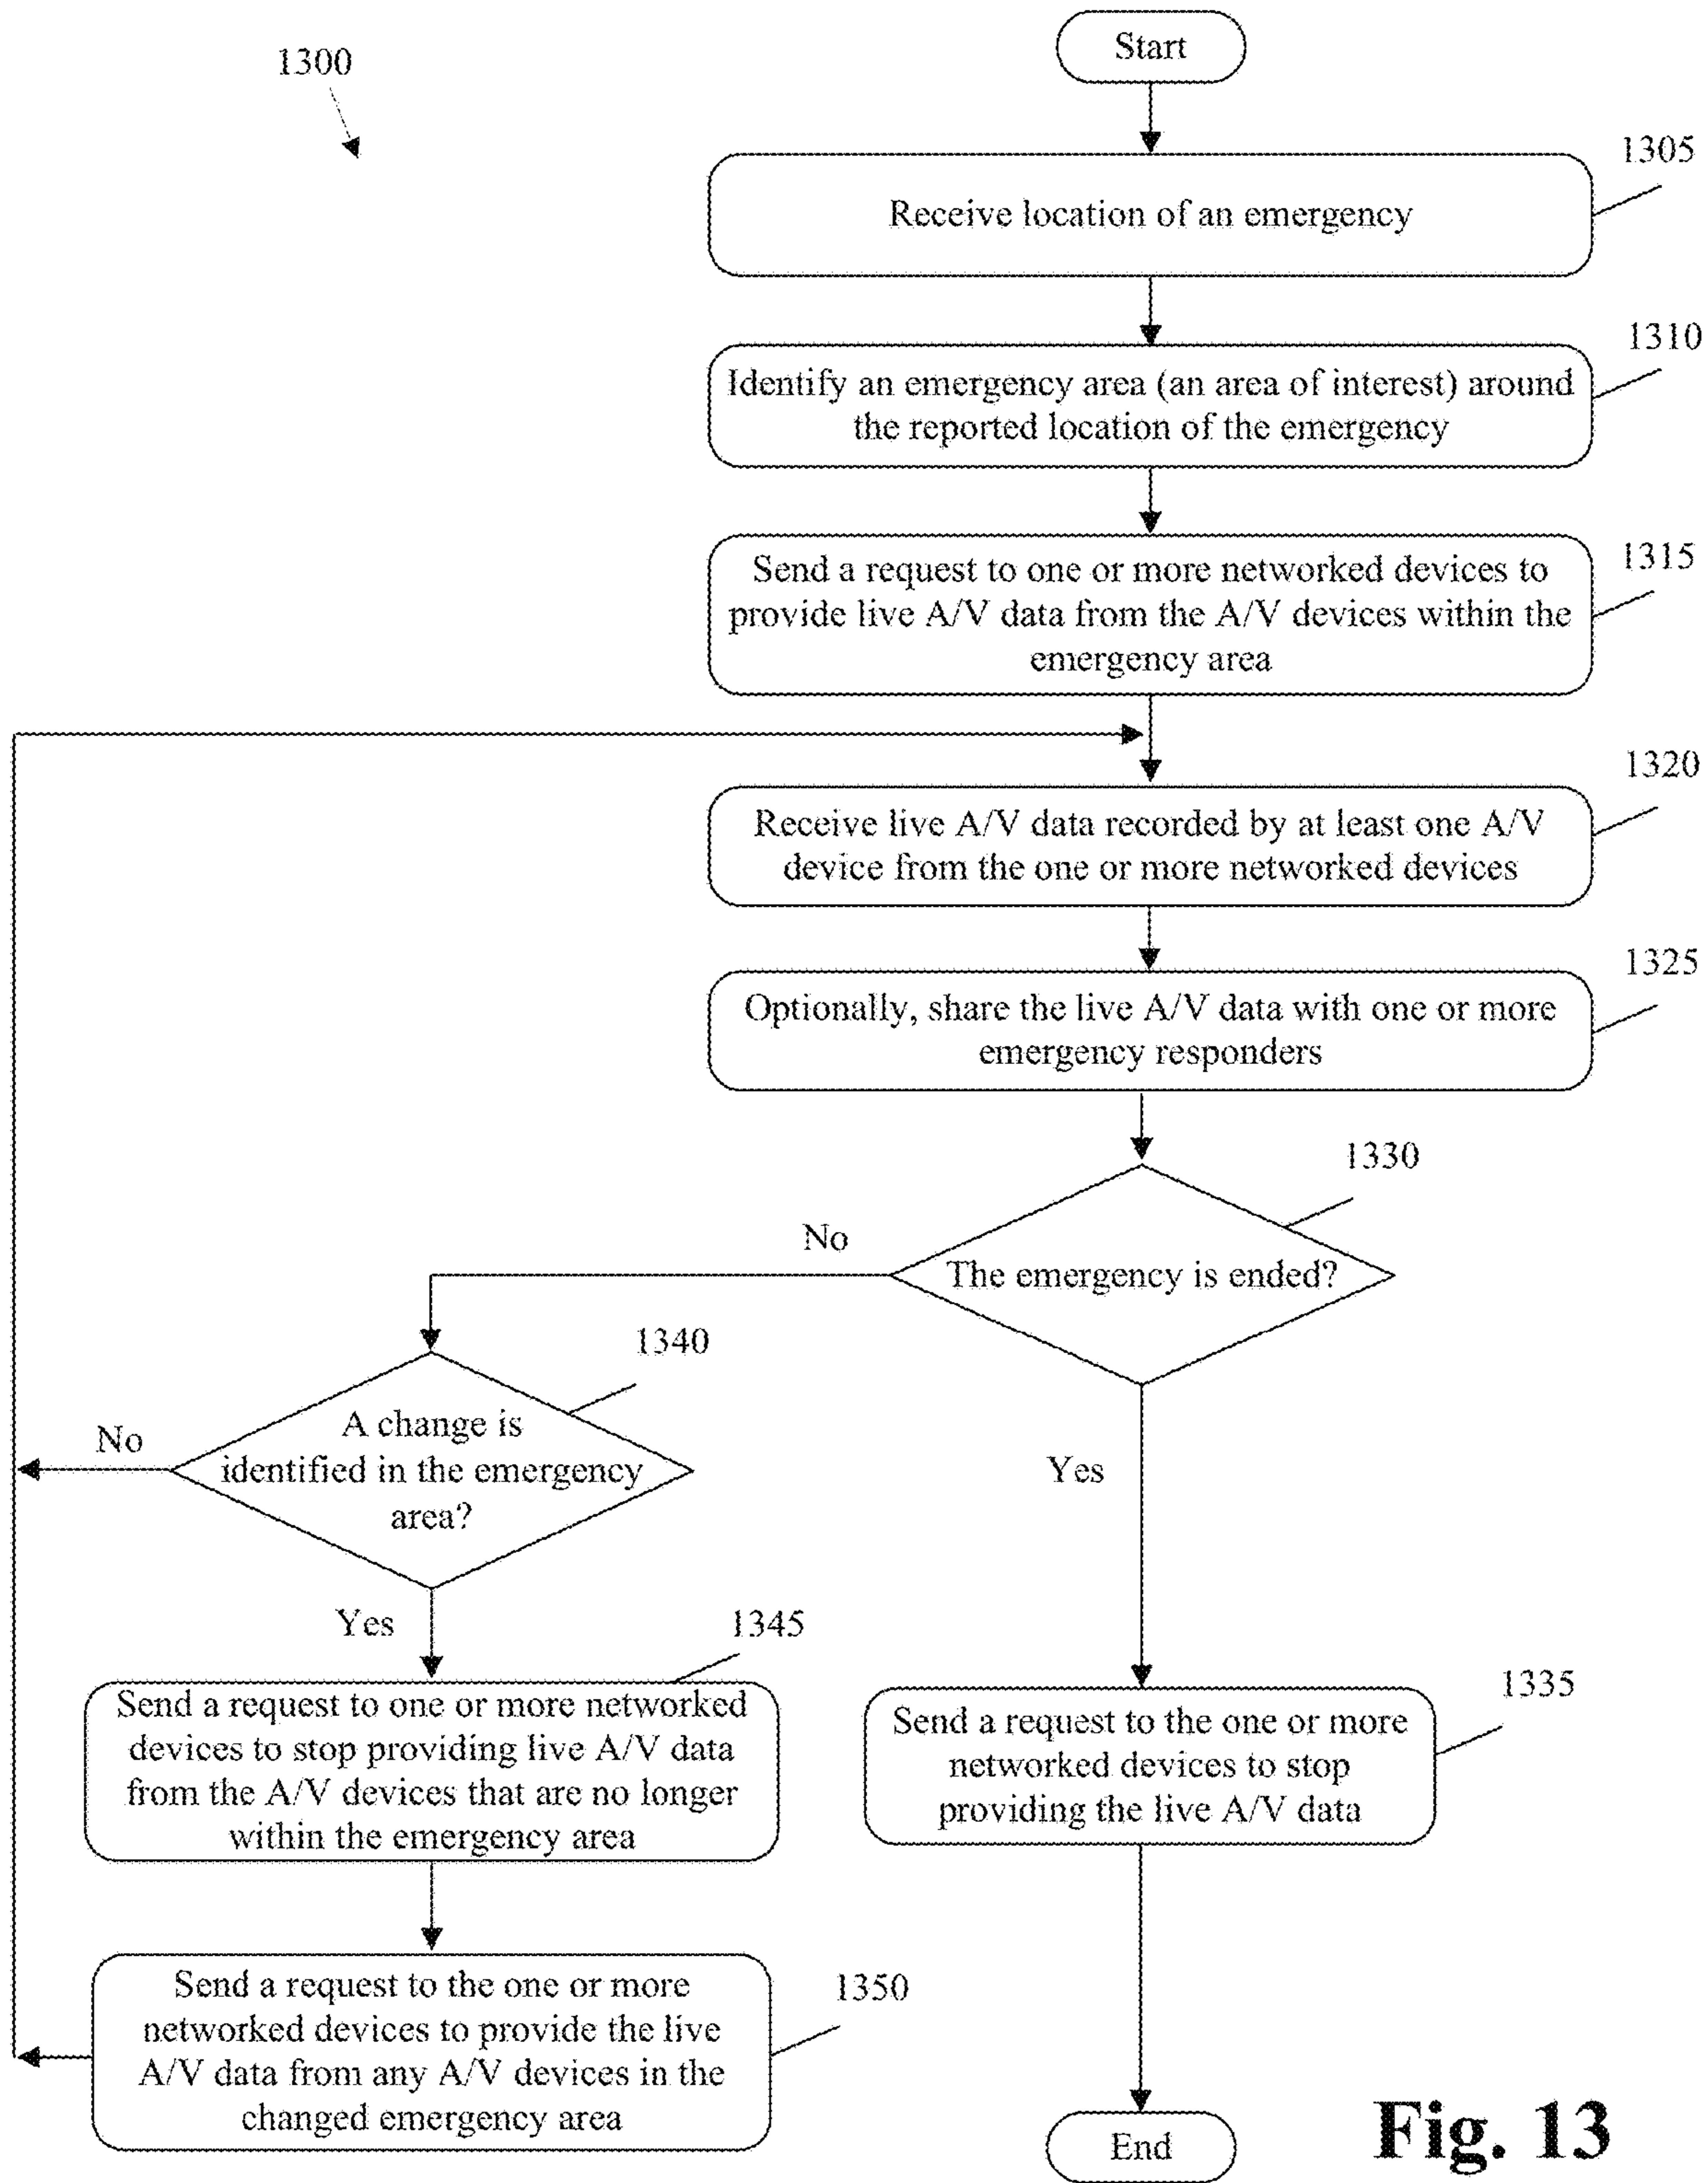 1300
Start
1305
Receive location of an emergency
1310
Identify an emergency area (an area of interest) around
the reported location of the emergency
1315
Send a request to one or more networked devices to
provide live A/V data from the A/V devices within the
emergency area
1320
Receive live A/V data recorded by at least one A/V
device from the one or more networked devices
1325
Optionally, share the live A/V data with one or more
emergency responders
1330
No
The emergency is ended?
1340
A change is
identified in the emergency
area?
No
Yes
Yes
1345
Send a request to one or more networked
devices to stop providing live A/V data
from the A/V devices that are no longer
within the emergency area
1335
Send a request to the one or more
networked devices to stop
providing the live A/V data
1350
Send a request to the one or more
networked devices to provide the live
A/V data from any A/V devices in the
changed emergency area
End
Fig. 13